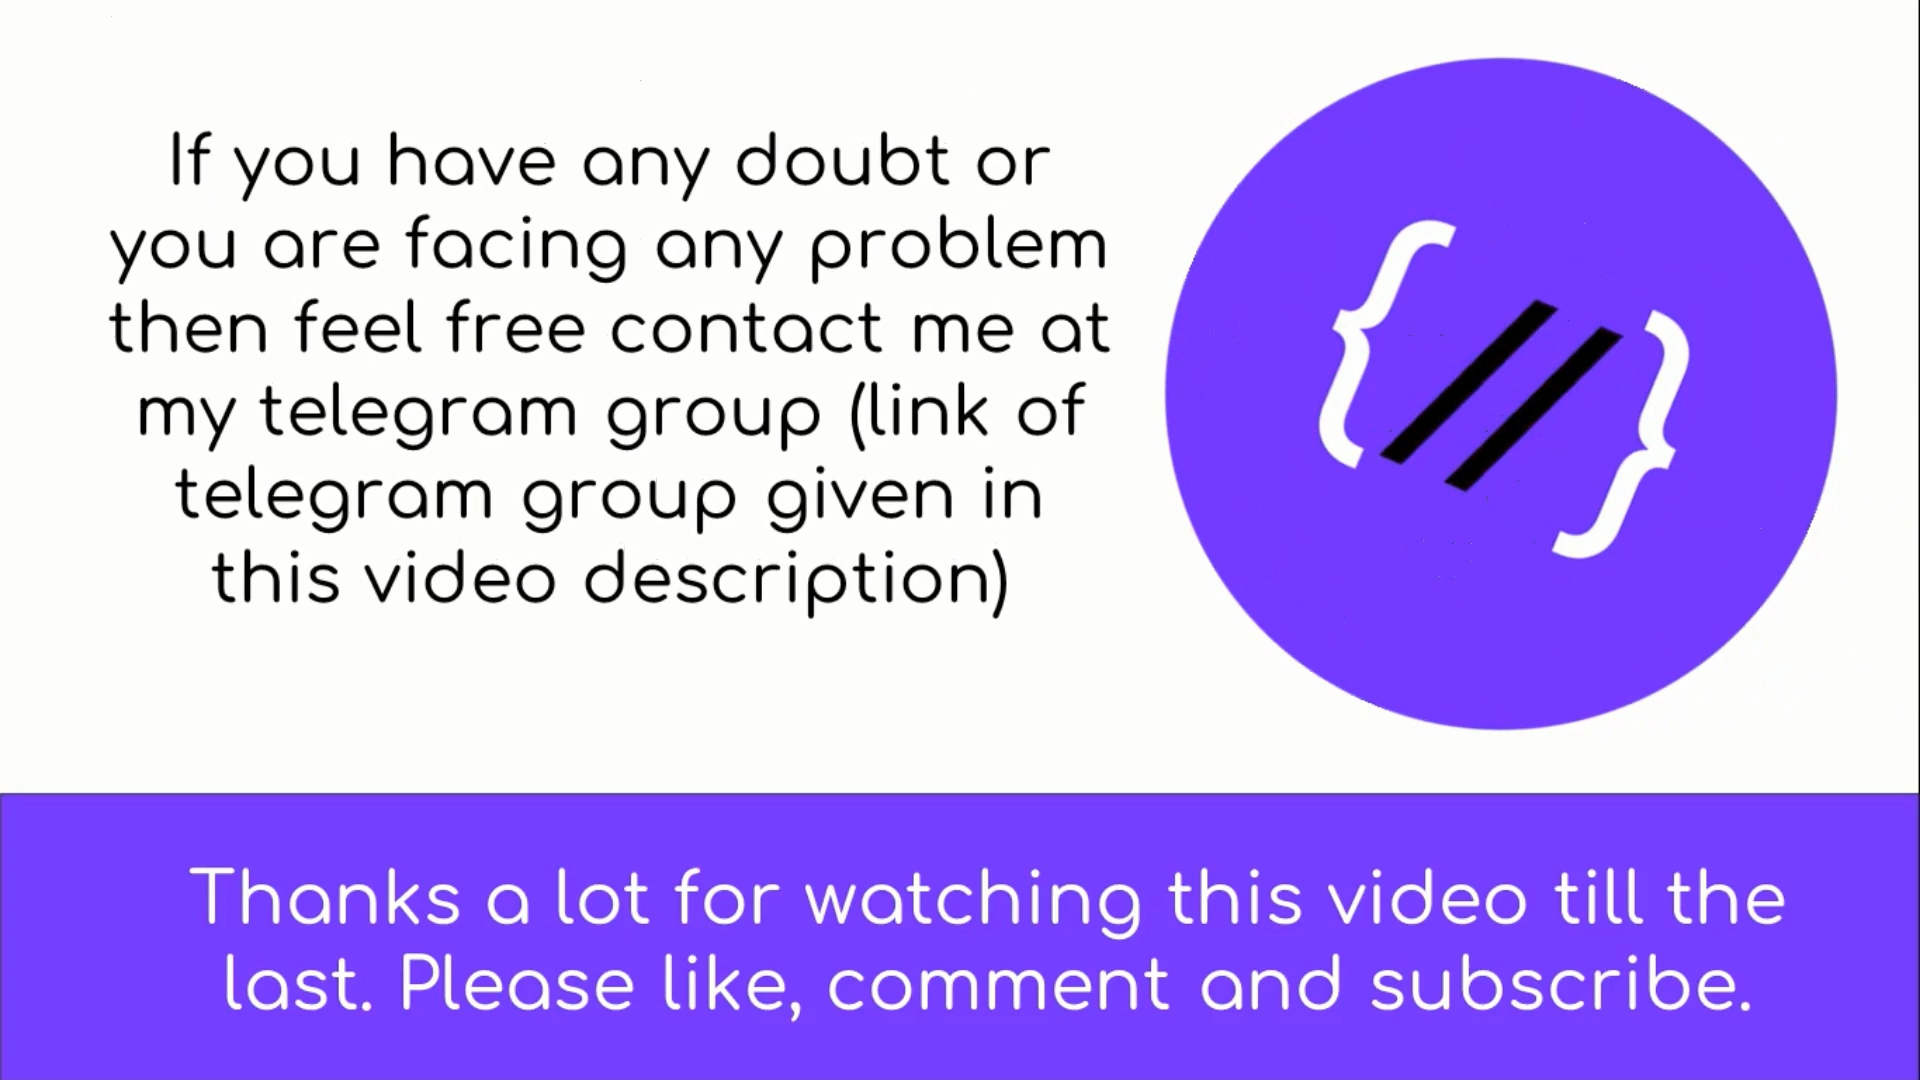 If you have any doubt or
you are facing any problem
then feel free contact me at
my telegram group (link of
telegram group given in
this video description)
{//}
Thanks a lot for watching this video till the
last. Please like, comment and subscribe.